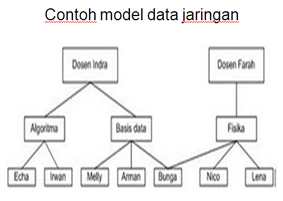 Contoh model data jaringan
Dosen Indra Dosen Farah
Algoritma Basis data Fisika
Echa Irwan Melly Arman Bunga Nico Lena